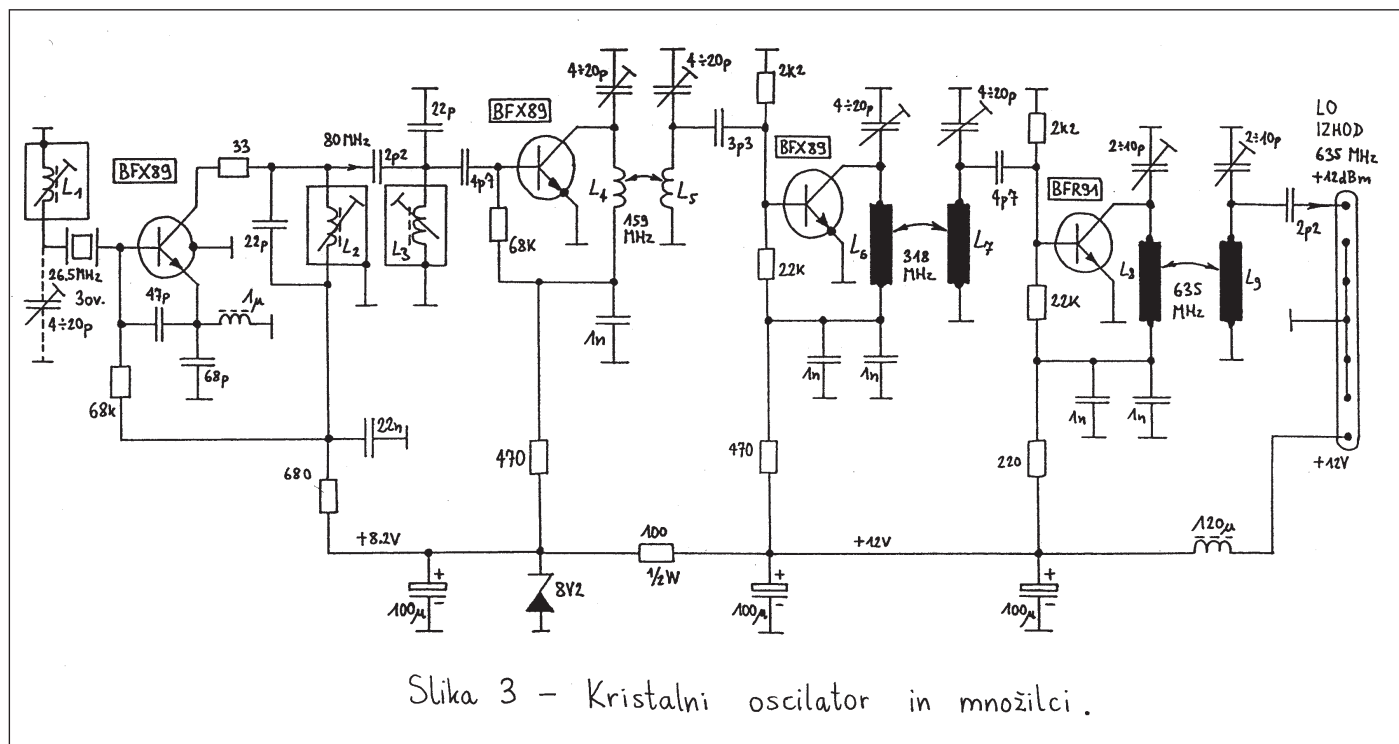 4÷20p
4÷20p
2k2
4÷20p
LO
IZHOD
635 MHz
+12dBm
22p
BFX89
4÷20p
2k2
33
80MHz
2p2
3p3
BFX89
2÷10p
2÷10p
BFX89
4p7
L4
L5
4p7
BFR91
L1
159
MHz
22p
L2
L3
68K
L6
318
MHz
L7
2p2
26.5MHz
3ov.
22K
L8
635
MHz
L9
47p
1μ
22K
4÷20p
1n
68p
1n
1n
68k
22n
1n
1n
680
470
470
220
+12V
+8.2V
100
½W
+12V
120μ
+
-
100μ
8V2
+
-
100μ
+
-
100μ
Slika 3 - Kristalni oscilator in množilci.